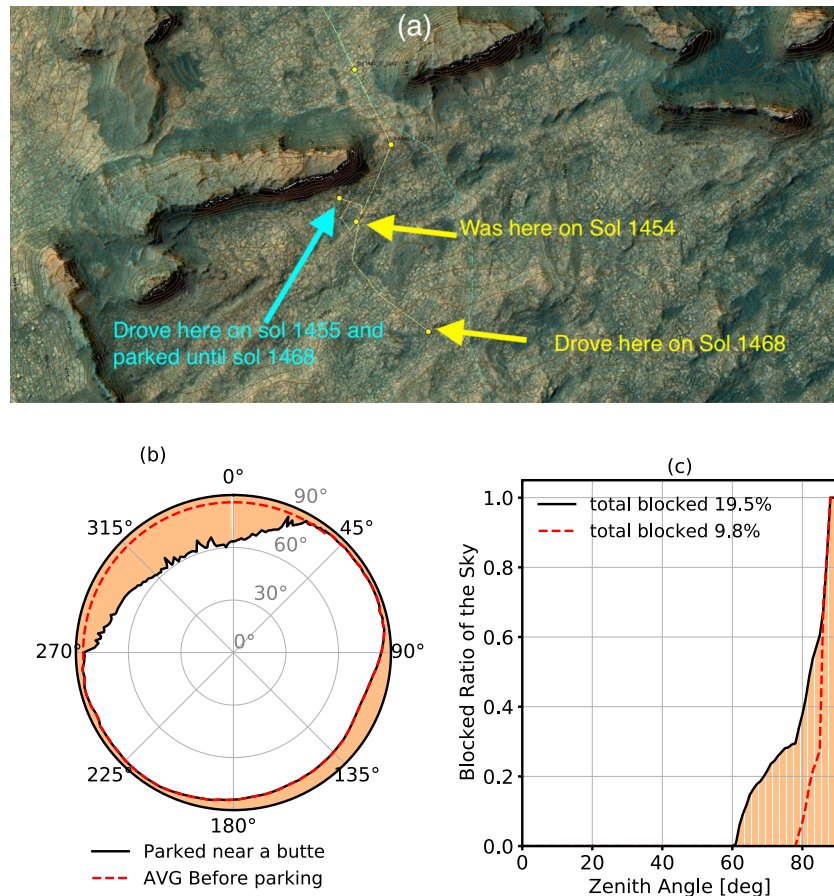 (a)
Was here on Sol 1454
Drove here on sol 1455 and
parked until sol 1468
Drove here on Sol 1468
(b)
0°
90°
315°
45°
60°
30°
0°
270°
90°
225°
135°
180°
Parked near a butte
AVG Before parking
(c)
1.0
total blocked 19.5%
total blocked 9.8%
0.8
0.6
0.4
0.2
0.0
Blocked Ratio of the Sky
0 20 40 60 80
Zenith Angle [deg]